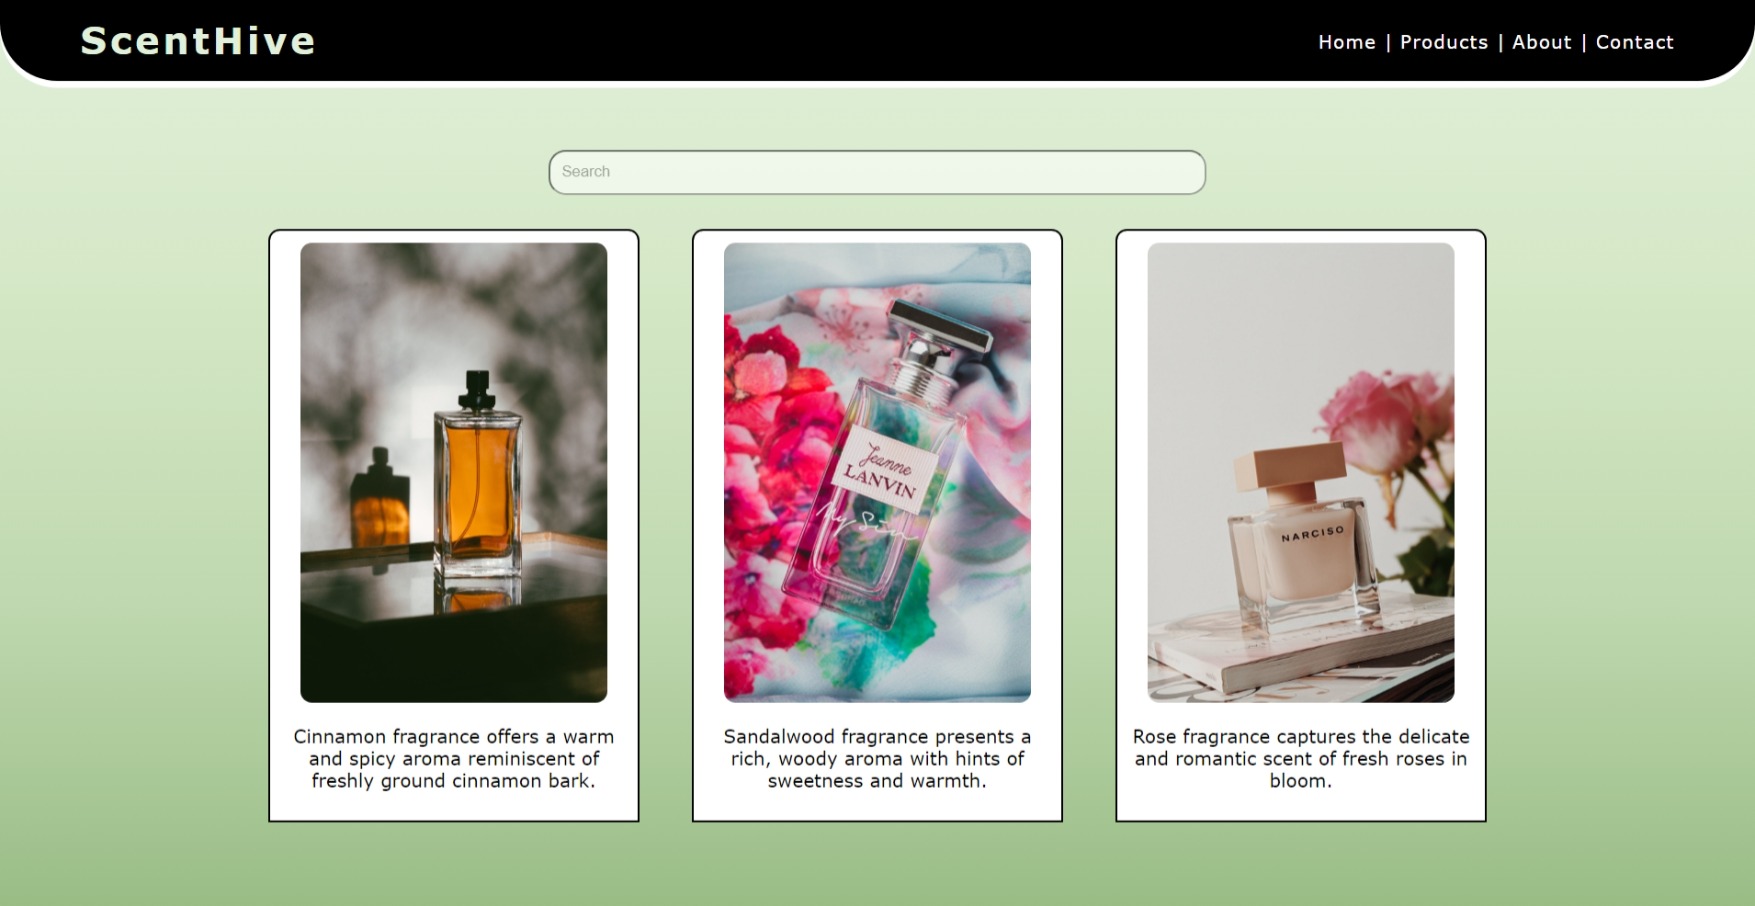 ScentHive
Home | Products | About | Contact
Search
Jeanne
LANVIN
My Sin
NARCISO
Cinnamon fragrance offers a warm
and spicy aroma reminiscent of
freshly ground cinnamon bark.
Sandalwood fragrance presents a
rich, woody aroma with hints of
sweetness and warmth.
Rose fragrance captures the delicate
and romantic scent of fresh roses in
bloom.